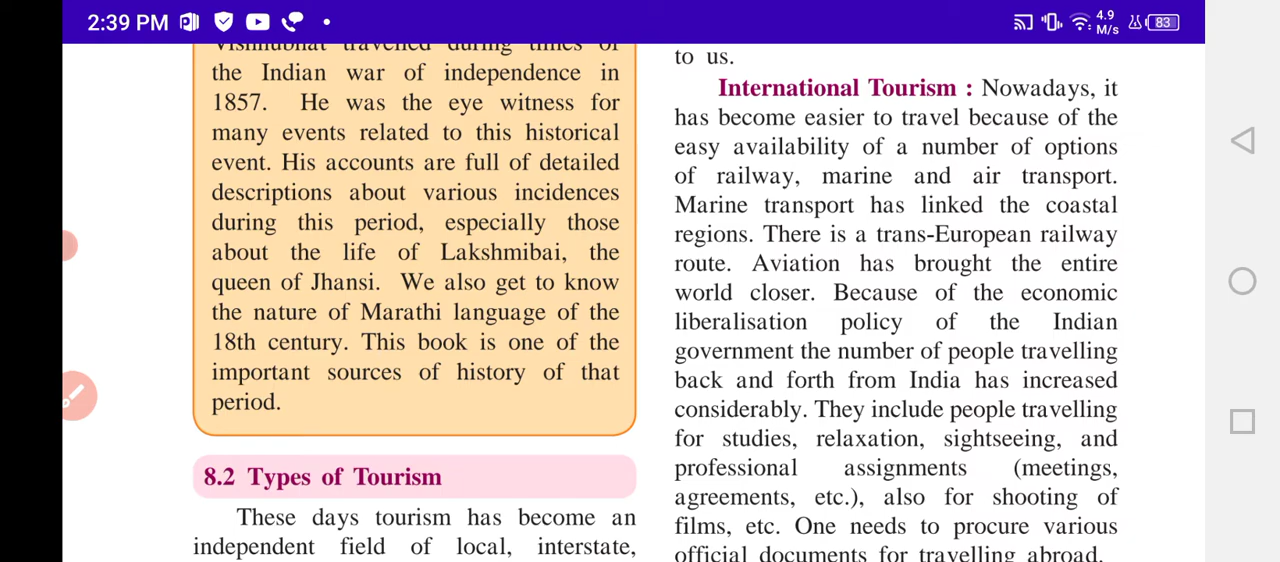 2:39 PM
4.9
M/s
83
Vishnubhat travelled during times of
the Indian war of independence in
1857. He was the eye witness for
many events related to this historical
event. His accounts are full of detailed
descriptions about various incidences
during this period, especially those
about the life of Lakshmibai, the
queen of Jhansi. We also get to know
the nature of Marathi language of the
18th century. This book is one of the
important sources of history of that
period.
8.2 Types of Tourism
These days tourism has become an
independent field of local, interstate,
to us.
International Tourism : Nowadays, it
has become easier to travel because of the
easy availability of a number of options
of railway, marine and air transport.
Marine transport has linked the coastal
regions. There is a trans-European railway
route. Aviation has brought the entire
world closer. Because of the economic
liberalisation policy of the Indian
government the number of people travelling
back and forth from India has increased
considerably. They include people travelling
for studies, relaxation, sightseeing, and
professional assignments (meetings,
agreements, etc.), also for shooting of
films, etc. One needs to procure various
official documents for travelling abroad.